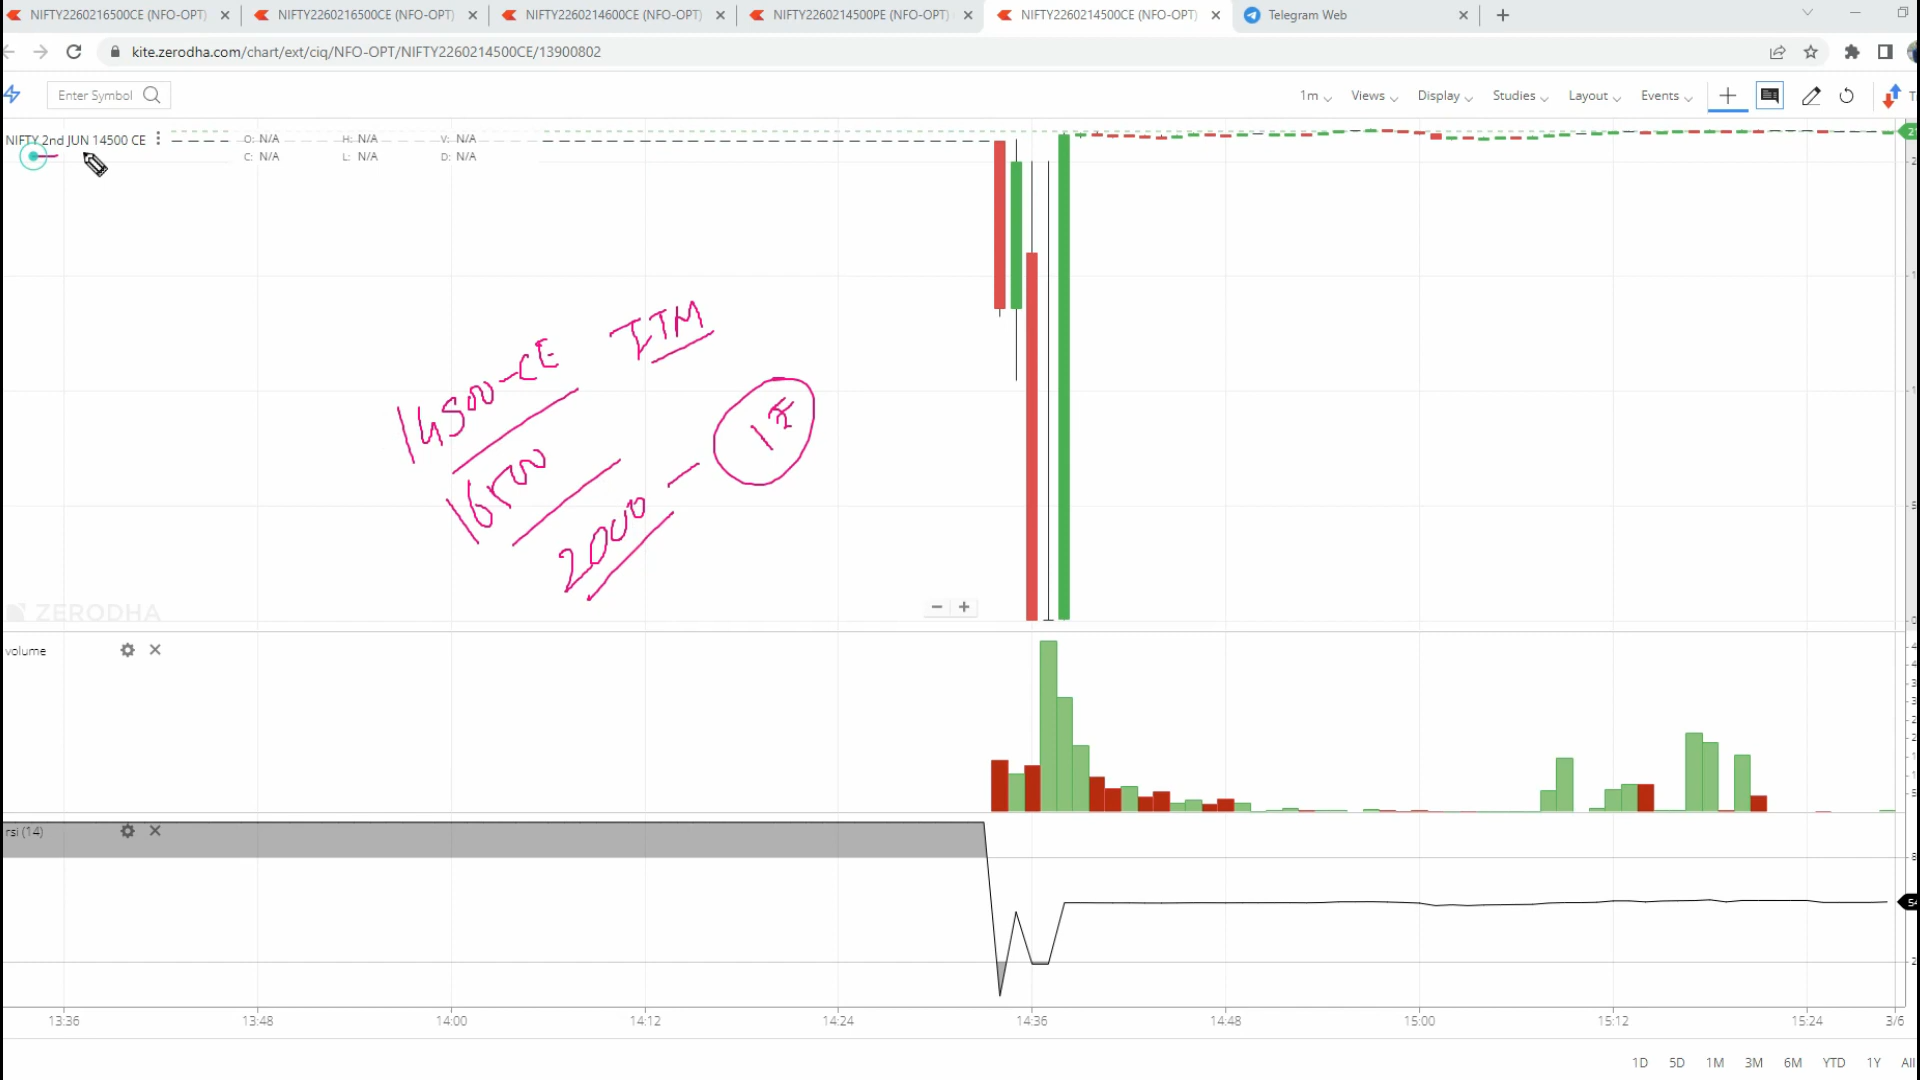 NIFTY2260216500CE (NFO-OPT)
NIFTY2260216500CE (NFO-OPT)
NIFTY2260214600CE (NFO-OPT)
NIFTY2260214500PE (NFO-OPT)
NIFTY2260214500CE (NFO-OPT)
Telegram Web
kite.zerodha.com/chart/ext/ciq/NFO-OPT/NIFTY2260214500CE/13900802
Enter Symbol
1m
Views
Display
Studies
Layout
Events
NIFTY 2nd JUN 14500 CE
O: N/A H: N/A V: N/A
C: N/A L: N/A D: N/A
ITM
14500-CE
16500
2000 -
ZERODHA
volume
rsi (14)
54
13:36 13:48 14:00 14:12 14:24 14:36 14:48 15:00 15:12 15:24 3/6
1D 5D 1M 3M 6M YTD 1Y All